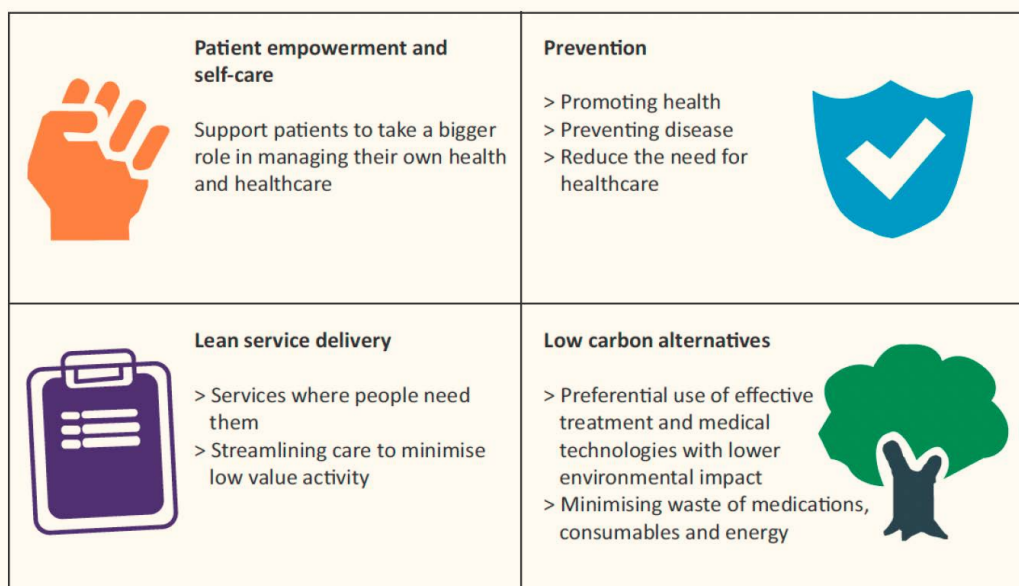 Patient empowerment and
self-care
Support patients to take a bigger
role in managing their own health
and healthcare
Prevention
> Promoting health
> Preventing disease
> Reduce the need for
healthcare
Lean service delivery
> Services where people need
them
> Streamlining care to minimise
low value activity
Low carbon alternatives
> Preferential use of effective
treatment and medical
technologies with lower
environmental impact
> Minimising waste of medications,
consumables and energy